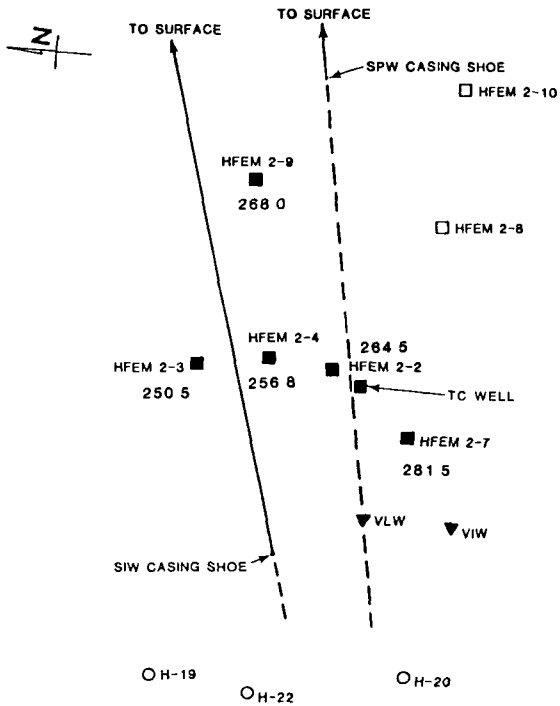 TO SURFACE
TO SURFACE
N
SPW CASING SHOE
HFEM 2-10
HFEM 2-9
268 0
HFEM 2-8
264 5
HFEM 2-4
HFEM 2-3
HFEM 2-2
250 5
256 8
TC WELL
HFEM 2-7
281 5
VLW
VIW
SIW CASING SHOE
H-19
H-22
H-20